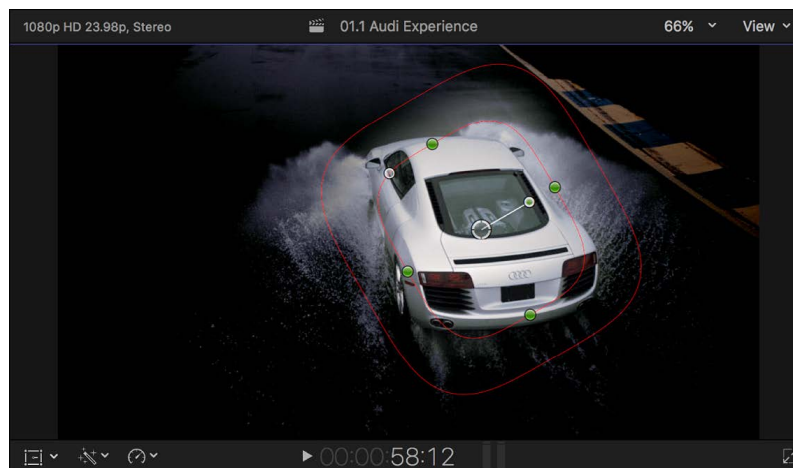 1080p HD 23.98p, Stereo
01.1 Audi Experience
66%
View
00:00:58:12